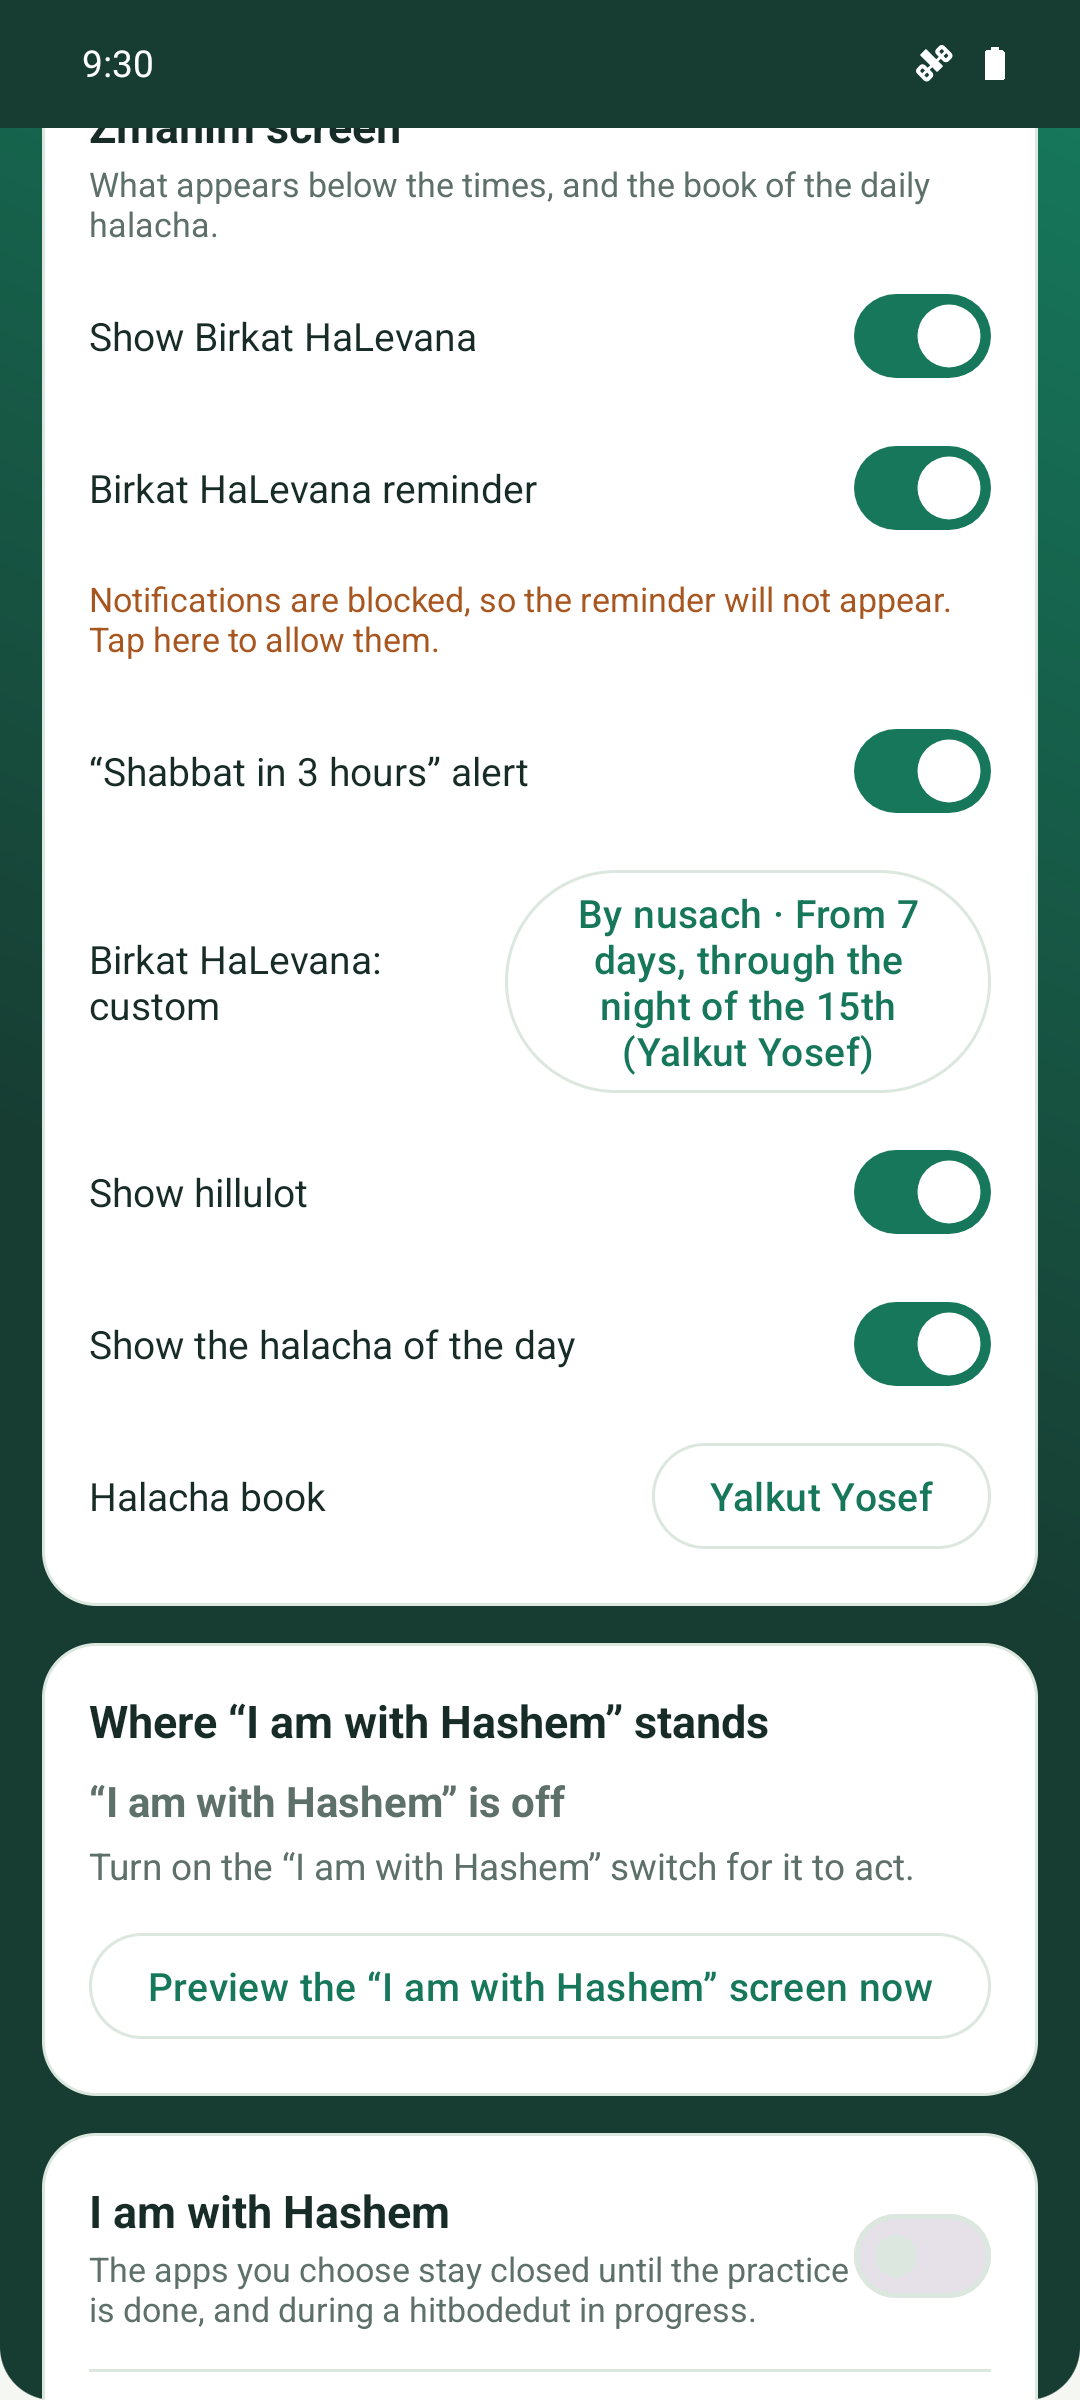 9:30
Zmanim screen
What appears below the times, and the book of the daily
halacha.
Show Birkat HaLevana
Birkat HaLevana reminder
Notifications are blocked, so the reminder will not appear.
Tap here to allow them.
“Shabbat in 3 hours” alert
Birkat HaLevana:
custom
By nusach · From 7
days, through the
night of the 15th
(Yalkut Yosef)
Show hillulot
Show the halacha of the day
Halacha book
Yalkut Yosef
Where “I am with Hashem” stands
“I am with Hashem” is off
Turn on the “I am with Hashem” switch for it to act.
Preview the “I am with Hashem” screen now
I am with Hashem
The apps you choose stay closed until the practice
is done, and during a hitbodedut in progress.